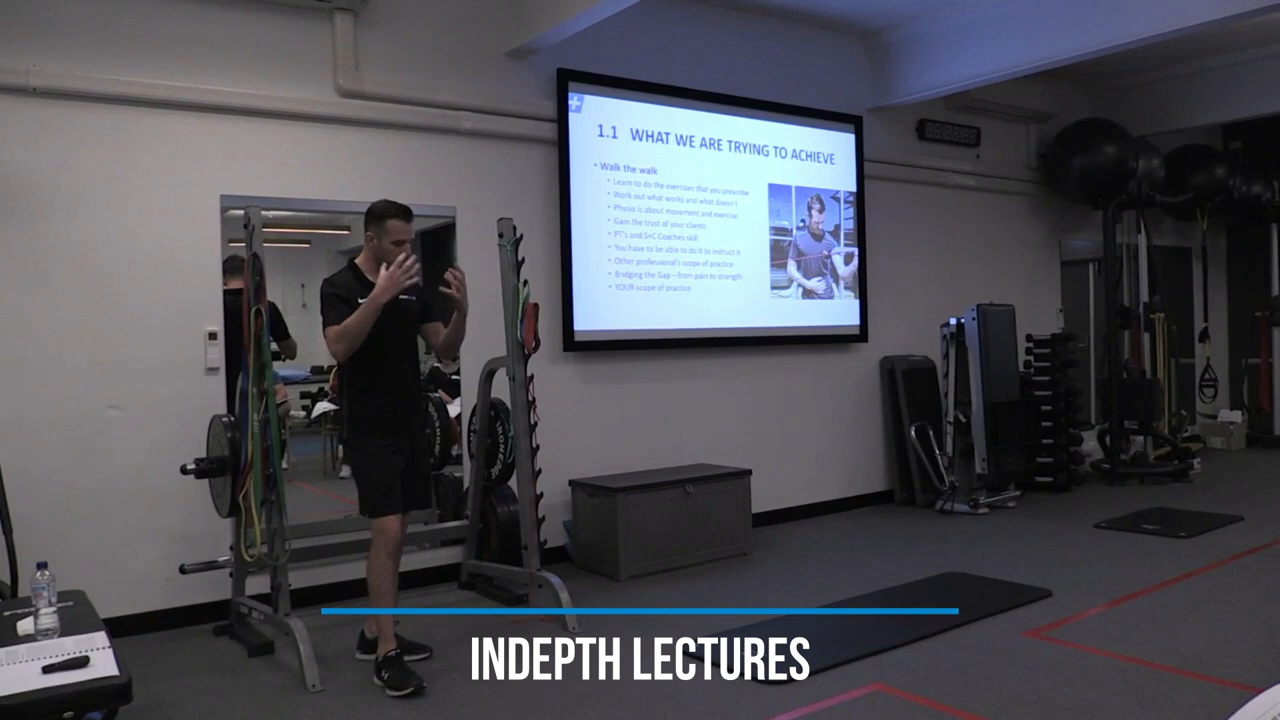 1.1 WHAT WE ARE TRYING TO ACHIEVE
• Walk the walk
• Learn to do the exercises that you prescribe
• Work out what works and what doesn't
• Physio is about movement and exercise
• Gain the trust of your clients
• PT's and S+C Coaches skill
• You have to be able to do it to instruct it
• Other professional's scope of practice
• Bridging the Gap – from pain to strength
• YOUR scope of practice
INDEPTH LECTURES